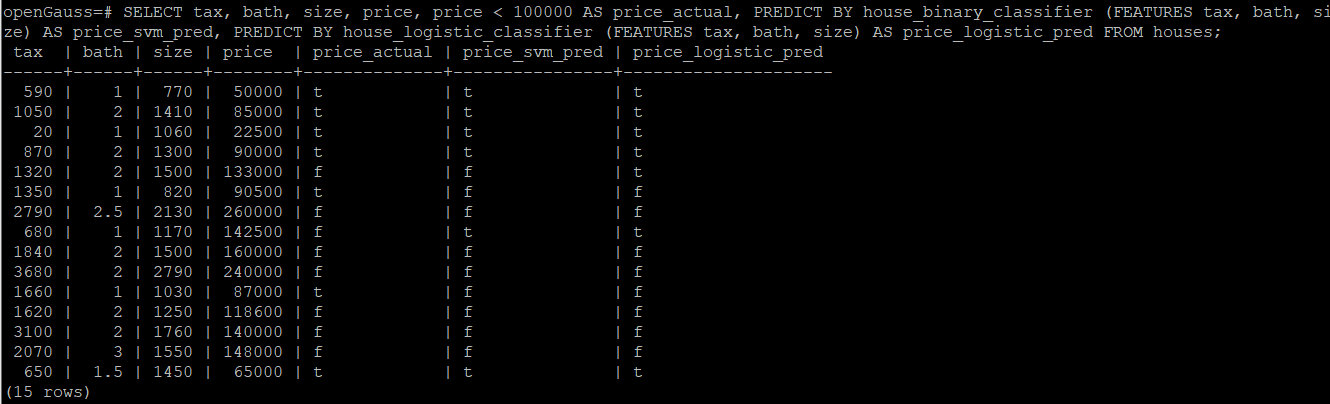 openGauss=# SELECT tax, bath, size, price, price < 100000 AS price_actual, PREDICT BY house_binary_classifier (FEATURES tax, bath, si
ze) AS price_svm_pred, PREDICT BY house_logistic_classifier (FEATURES tax, bath, size) AS price_logistic_pred FROM houses;
 tax  | bath | size | price  | price_actual | price_svm_pred | price_logistic_pred
------+------+------+--------+--------------+----------------+---------------------
  590 |    1 |  770 |  50000 | t            | t              | t
 1050 |    2 | 1410 |  85000 | t            | t              | t
   20 |    1 | 1060 |  22500 | t            | t              | t
  870 |    2 | 1300 |  90000 | t            | t              | t
 1320 |    2 | 1500 | 133000 | f            | f              | t
 1350 |    1 |  820 |  90500 | t            | f              | f
 2790 |  2.5 | 2130 | 260000 | f            | f              | f
  680 |    1 | 1170 | 142500 | f            | t              | t
 1840 |    2 | 1500 | 160000 | f            | f              | f
 3680 |    2 | 2790 | 240000 | f            | f              | f
 1660 |    1 | 1030 |  87000 | t            | f              | f
 1620 |    2 | 1250 | 118600 | f            | f              | f
 3100 |    2 | 1760 | 140000 | f            | f              | f
 2070 |    3 | 1550 | 148000 | f            | f              | f
  650 |  1.5 | 1450 |  65000 | t            | t              | t
(15 rows)